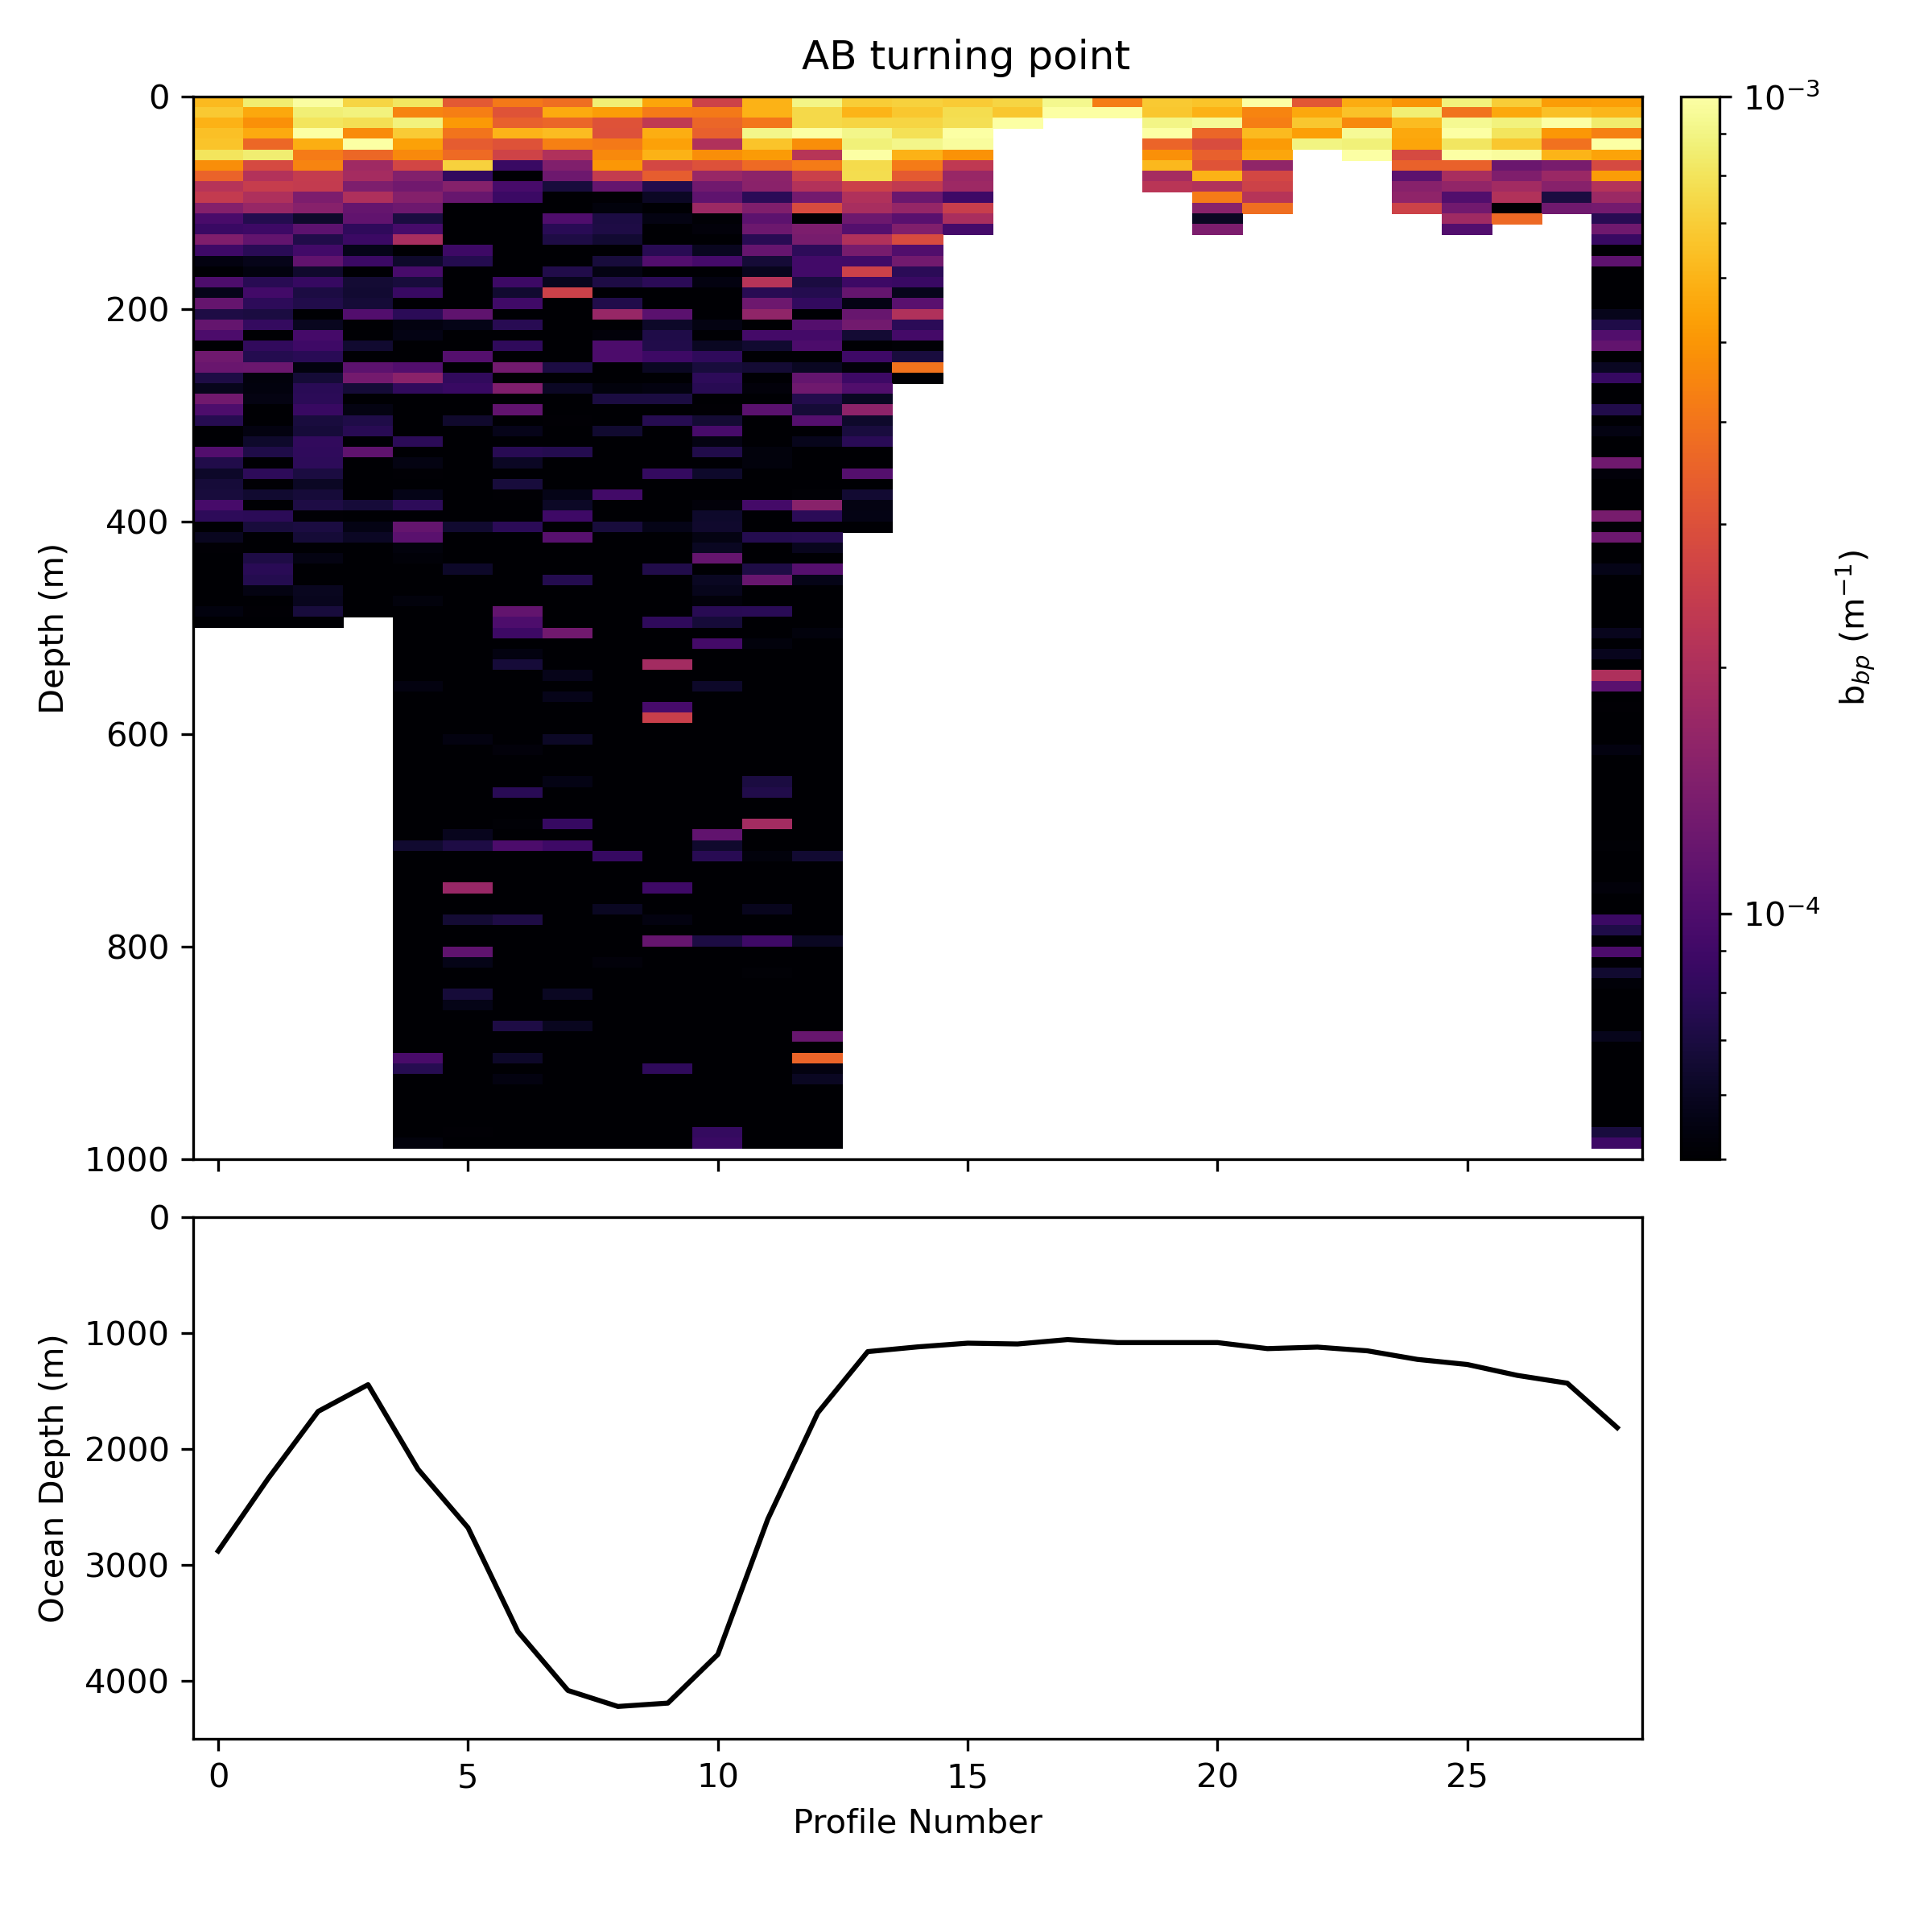 AB turning point
0
200
400
600
800
1000
Depth (m)
10⁻³
10⁻⁴
b_bp (m⁻¹)
0
1000
2000
3000
4000
Ocean Depth (m)
0 5 10 15 20 25
Profile Number